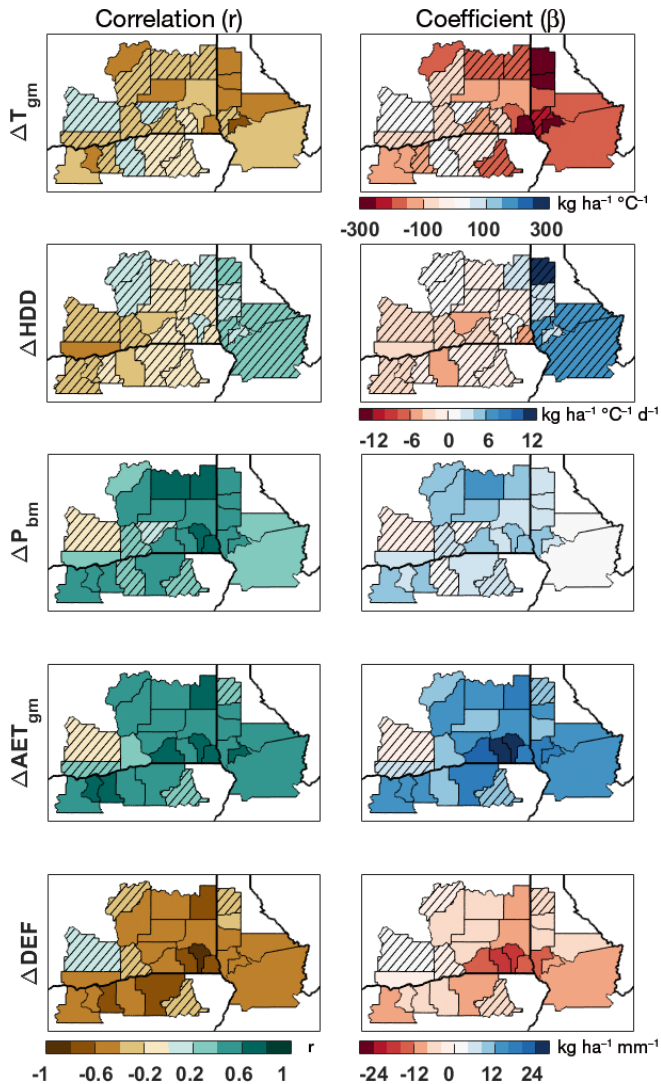 Correlation (r)
Coefficient (β)
ΔTgm
kg ha⁻¹ °C⁻¹
-300 -100 100 300
ΔHDD
kg ha⁻¹ °C⁻¹ d⁻¹
-12 -6 0 6 12
ΔPbm
ΔAETgm
ΔDEF
r
-1 -0.6 -0.2 0.2 0.6 1
kg ha⁻¹ mm⁻¹
-24 -12 0 12 24